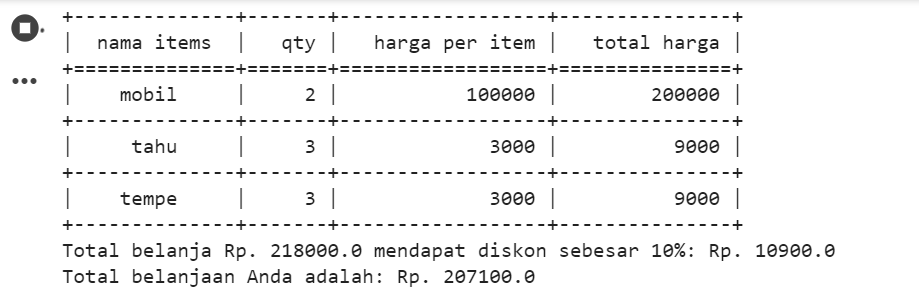 nama items qty harga per item total harga
mobil 2 100000 200000
tahu 3 3000 9000
tempe 3 3000 9000
Total belanja Rp. 218000.0 mendapat diskon sebesar 10%: Rp. 10900.0
Total belanjaan Anda adalah: Rp. 207100.0